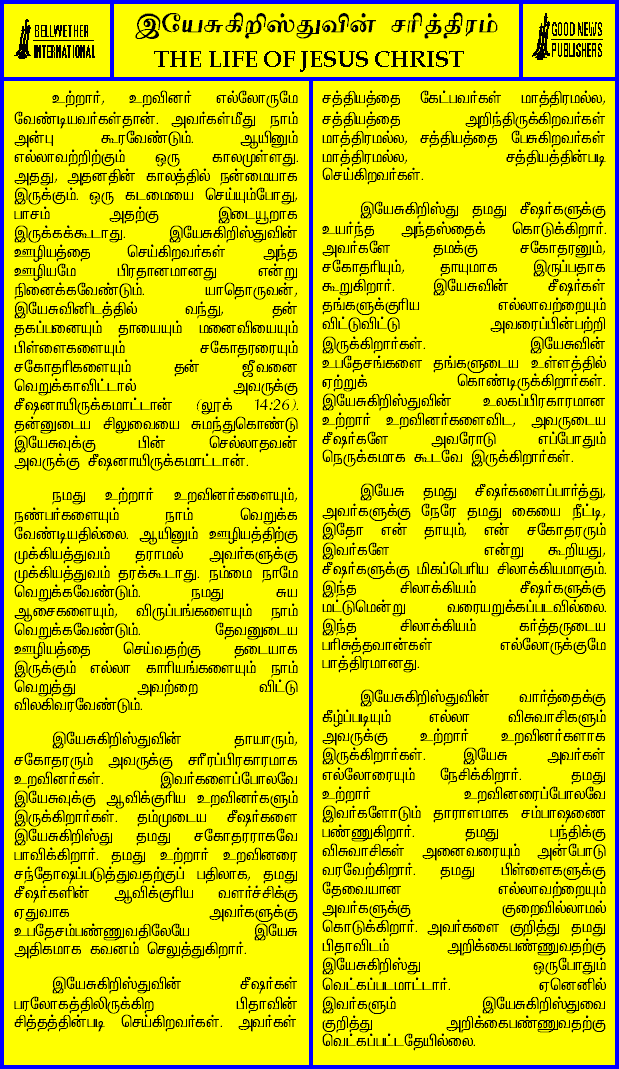 BELLWETHER
INTERNATIONAL
இயேசுகிறிஸ்துவின் சரித்திரம்
THE LIFE OF JESUS CHRIST
GOOD NEWS
PUBLISHERS
உற்றார், உறவினர் எல்லோருமே
வேண்டியவர்கள்தான். அவர்கள்மீது நாம்
அன்பு கூரவேண்டும். ஆயினும்
எல்லாவற்றிற்கும் ஒரு காலமுள்ளது.
அதது, அதனதின் காலத்தில் நன்மையாக
இருக்கும். ஒரு கடமையை செய்யும்போது,
பாசம் அதற்கு இடையூறாக
இருக்கக்கூடாது. இயேசுகிறிஸ்துவின்
ஊழியத்தை செய்கிறவர்கள் அந்த
ஊழியமே பிரதானமானது என்று
நினைக்கவேண்டும். யாதொருவன்,
இயேசுவினிடத்தில் வந்து, தன்
தகப்பனையும் தாயையும் மனைவியையும்
பிள்ளைகளையும் சகோதரரையும்
சகோதரிகளையும் தன் ஜீவனை
வெறுக்காவிட்டால் அவருக்கு
சீஷனாயிருக்கமாட்டான் (லூக் 14:26).
தன்னுடைய சிலுவையை சுமந்துகொண்டு
இயேசுவுக்கு பின் செல்லாதவன்
அவருக்கு சீஷனாயிருக்கமாட்டான்.
நமது உற்றார் உறவினர்களையும்,
நண்பர்களையும் நாம் வெறுக்க
வேண்டியதில்லை. ஆயினும் ஊழியத்திற்கு
முக்கியத்துவம் தராமல் அவர்களுக்கு
முக்கியத்துவம் தரக்கூடாது. நம்மை நாமே
வெறுக்கவேண்டும். நமது சுய
ஆசைகளையும், விருப்பங்களையும் நாம்
வெறுக்கவேண்டும். தேவனுடைய
ஊழியத்தை செய்வதற்கு தடையாக
இருக்கும் எல்லா காரியங்களையும் நாம்
வெறுத்து அவற்றை விட்டு
விலகிவரவேண்டும்.
இயேசுகிறிஸ்துவின் தாயாரும்,
சகோதரரும் அவருக்கு சரீரப்பிரகாரமாக
உறவினர்கள். இவர்களைப்போலவே
இயேசுவுக்கு ஆவிக்குரிய உறவினர்களும்
இருக்கிறார்கள். தம்முடைய சீஷர்களை
இயேசுகிறிஸ்து தமது சகோதரராகவே
பாவிக்கிறார். தமது உற்றார் உறவினரை
சந்தோஷப்படுத்துவதற்குப் பதிலாக, தமது
சீஷர்களின் ஆவிக்குரிய வளர்ச்சிக்கு
ஏதுவாக அவர்களுக்கு
உபதேசம்பண்ணுவதிலேயே இயேசு
அதிகமாக கவனம் செலுத்துகிறார்.
இயேசுகிறிஸ்துவின் சீஷர்கள்
பரலோகத்திலிருக்கிற பிதாவின்
சித்தத்தின்படி செய்கிறவர்கள். அவர்கள்
சத்தியத்தை கேட்பவர்கள் மாத்திரமல்ல,
சத்தியத்தை அறிந்திருக்கிறவர்கள்
மாத்திரமல்ல, சத்தியத்தை பேசுகிறவர்கள்
மாத்திரமல்ல, சத்தியத்தின்படி
செய்கிறவர்கள்.
இயேசுகிறிஸ்து தமது சீஷர்களுக்கு
உயர்ந்த அந்தஸ்தைக் கொடுக்கிறார்.
அவர்களே தமக்கு சகோதரனும்,
சகோதரியும், தாயுமாக இருப்பதாக
கூறுகிறார். இயேசுவின் சீஷர்கள்
தங்களுக்குரிய எல்லாவற்றையும்
விட்டுவிட்டு அவரைப்பின்பற்றி
இருக்கிறார்கள். இயேசுவின்
உபதேசங்களை தங்களுடைய உள்ளத்தில்
ஏற்றுக் கொண்டிருக்கிறார்கள்.
இயேசுகிறிஸ்துவின் உலகப்பிரகாரமான
உற்றார் உறவினர்களைவிட, அவருடைய
சீஷர்களே அவரோடு எப்போதும்
நெருக்கமாக கூடவே இருக்கிறார்கள்.
இயேசு தமது சீஷர்களைப்பார்த்து,
அவர்களுக்கு நேரே தமது கையை நீட்டி,
இதோ என் தாயும், என் சகோதரரும்
இவர்களே என்று கூறியது,
சீஷர்களுக்கு மிகப்பெரிய சிலாக்கியமாகும்.
இந்த சிலாக்கியம் சீஷர்களுக்கு
மட்டுமென்று வரையறுக்கப்படவில்லை.
இந்த சிலாக்கியம் கர்த்தருடைய
பரிசுத்தவான்கள் எல்லோருக்குமே
பாத்திரமானது.
இயேசுகிறிஸ்துவின் வார்த்தைக்கு
கீழ்ப்படியும் எல்லா விசுவாசிகளும்
அவருக்கு உற்றார் உறவினர்களாக
இருக்கிறார்கள். இயேசு அவர்கள்
எல்லோரையும் நேசிக்கிறார். தமது
உற்றார் உறவினரைப்போலவே
இவர்களோடும் தாராளமாக சம்பாஷணை
பண்ணுகிறார். தமது பந்திக்கு
விசுவாசிகள் அனைவரையும் அன்போடு
வரவேற்கிறார். தமது பிள்ளைகளுக்கு
தேவையான எல்லாவற்றையும்
அவர்களுக்கு குறைவில்லாமல்
கொடுக்கிறார். அவர்களை குறித்து தமது
பிதாவிடம் அறிக்கைபண்ணுவதற்கு
இயேசுகிறிஸ்து ஒருபோதும்
வெட்கப்படமாட்டார். ஏனெனில்
இவர்களும் இயேசுகிறிஸ்துவை
குறித்து அறிக்கைபண்ணுவதற்கு
வெட்கப்பட்டதேயில்லை.